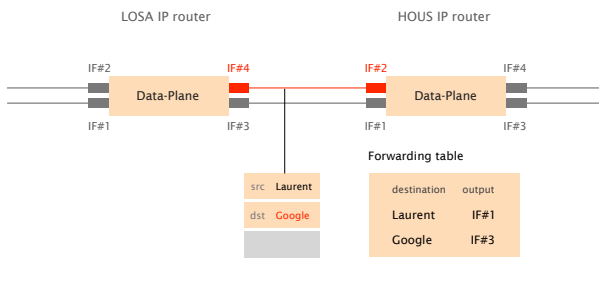 LOSA IP router HOUS IP router
IF#2 IF#4 IF#2 IF#4
Data-Plane Data-Plane
IF#1 IF#3 IF#1 IF#3
Forwarding table
src Laurent
destination output
dst Google
Laurent IF#1
Google IF#3